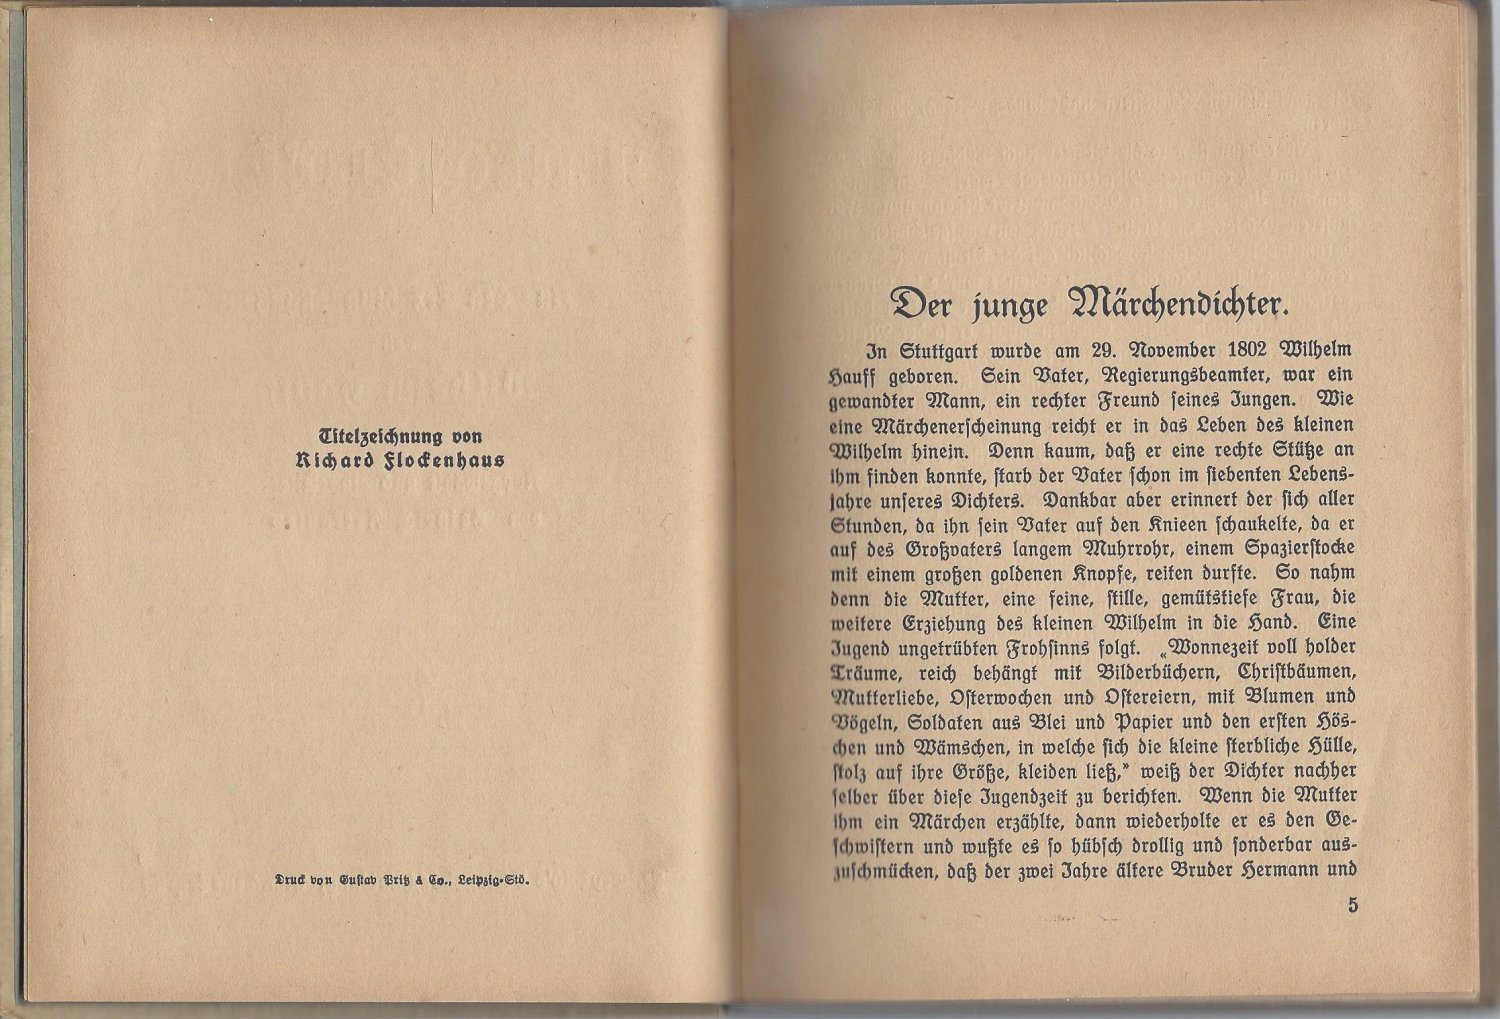 Titelzeichnung von
Richard Flockenhaus
Druck von Gustav Britz & Co., Leipzig-Stö.
Der junge Märchendichter.
In Stuttgart wurde am 29. November 1802 Wilhelm
Hauff geboren. Sein Vater, Regierungsbeamter, war ein
gewandter Mann, ein rechter Freund seines Jungen. Wie
eine Märchenerscheinung reicht er in das Leben des kleinen
Wilhelm hinein. Denn kaum, daß er eine rechte Stütze an
ihm finden konnte, starb der Vater schon im siebenten Lebens-
jahre unseres Dichters. Dankbar aber erinnert der sich aller
Stunden, da ihn sein Vater auf den Knieen schaukelte, da er
auf des Großvaters langem Muhrrohr, einem Spazierstocke
mit einem großen goldenen Knopfe, reiten durfte. So nahm
denn die Mutter, eine feine, stille, gemütstiefe Frau, die
weitere Erziehung des kleinen Wilhelm in die Hand. Eine
Jugend ungetrübten Frohsinns folgt. „Wonnezeit voll holder
Träume, reich behängt mit Bilderbüchern, Christbäumen,
Mutterliebe, Osterwochen und Ostereiern, mit Blumen und
Vögeln, Soldaten aus Blei und Papier und den ersten Hös-
chen und Wämschen, in welche sich die kleine sterbliche Hülle,
stolz auf ihre Größe, kleiden ließ,” weiß der Dichter nachher
selber über diese Jugendzeit zu berichten. Wenn die Mutter
ihm ein Märchen erzählte, dann wiederholte er es den Ge-
schwistern und wußte es so hübsch drollig und sonderbar aus-
zuschmücken, daß der zwei Jahre ältere Bruder Hermann und
5